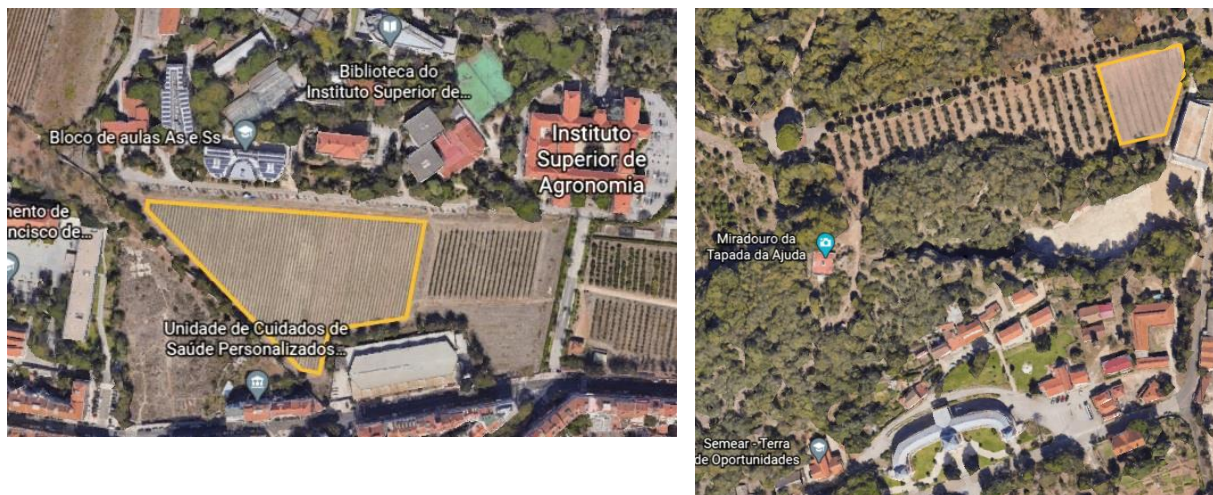 Biblioteca do
Instituto Superior de...
Bloco de aulas As e Ss
Instituto
Superior de
Agronomia
mento de
ncisco de...
Unidade de Cuidados de
Saúde Personalizados...
Miradouro da
Tapada da Ajuda
Semear - Terra
de Oportunidades